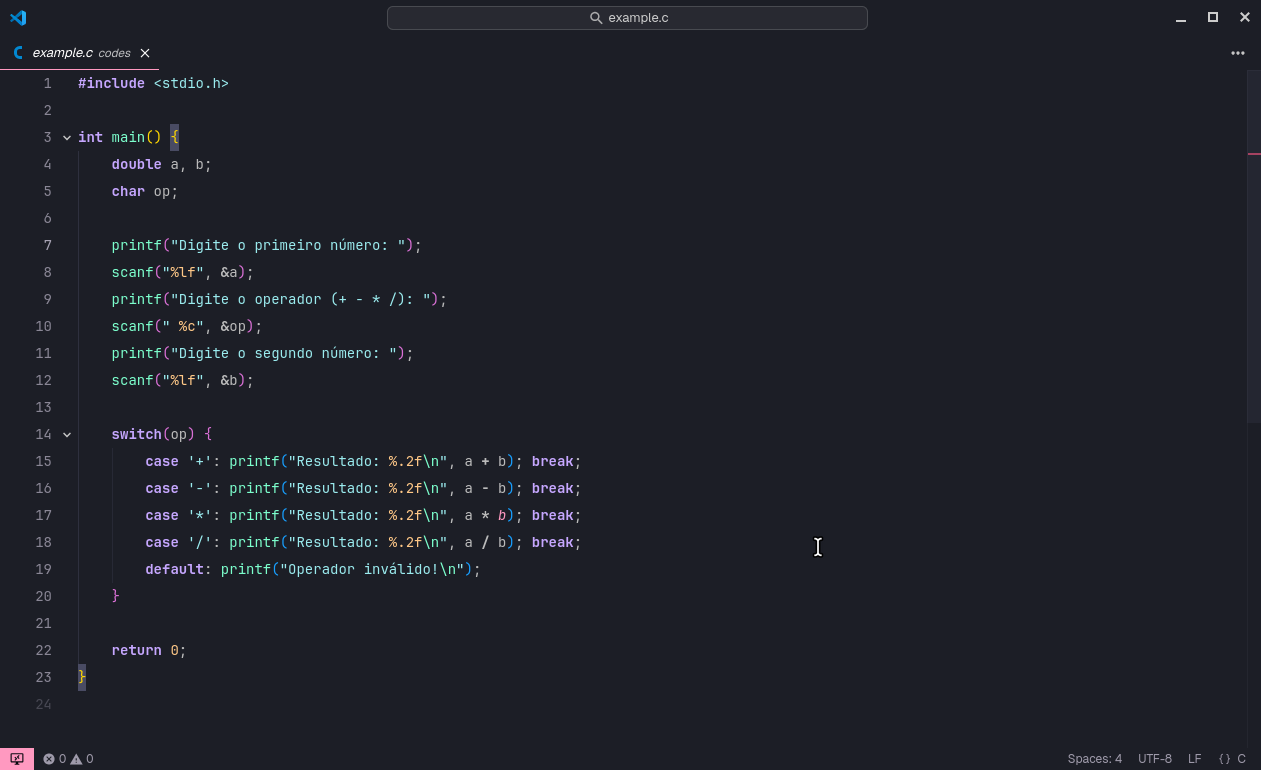 example.c
example.c codes
1 #include <stdio.h>
2
3 int main() {
4     double a, b;
5     char op;
6
7     printf("Digite o primeiro número: ");
8     scanf("%lf", &a);
9     printf("Digite o operador (+ - * /): ");
10     scanf(" %c", &op);
11     printf("Digite o segundo número: ");
12     scanf("%lf", &b);
13
14     switch(op) {
15         case '+': printf("Resultado: %.2f\n", a + b); break;
16         case '-': printf("Resultado: %.2f\n", a - b); break;
17         case '*': printf("Resultado: %.2f\n", a * b); break;
18         case '/': printf("Resultado: %.2f\n", a / b); break;
19         default: printf("Operador inválido!\n");
20     }
21
22     return 0;
23 }
24
0 0 Spaces: 4 UTF-8 LF {} C